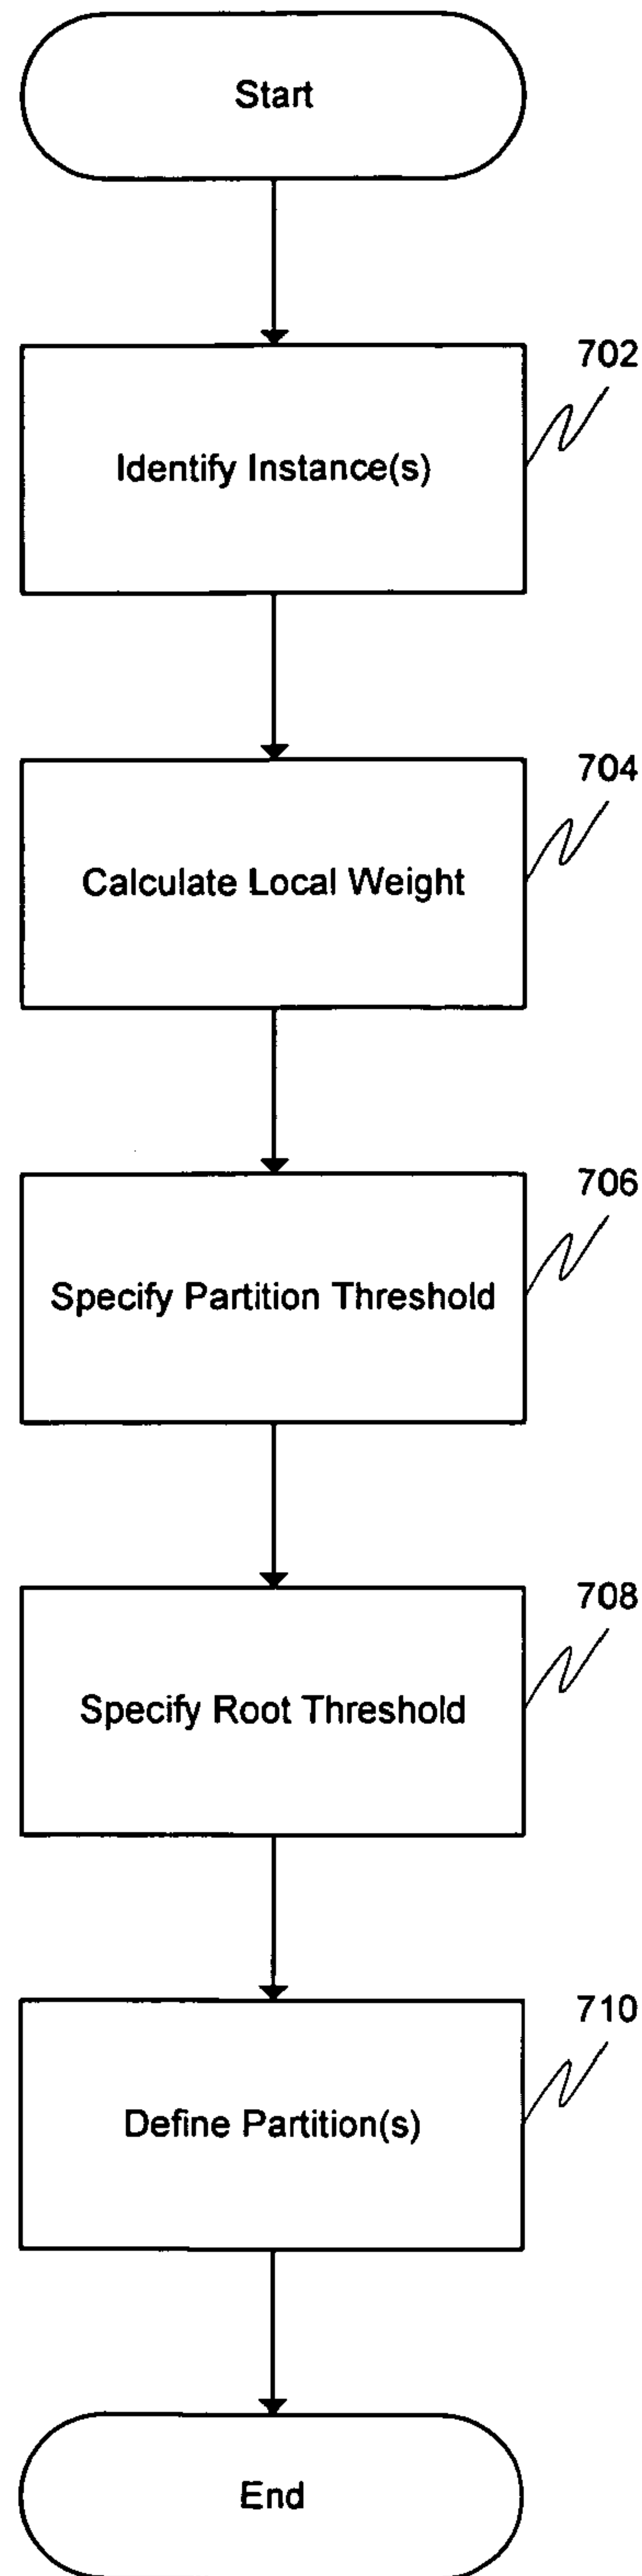 Start
702
Identify Instance(s)
704
Calculate Local Weight
706
Specify Partition Threshold
708
Specify Root Threshold
710
Define Partition(s)
End